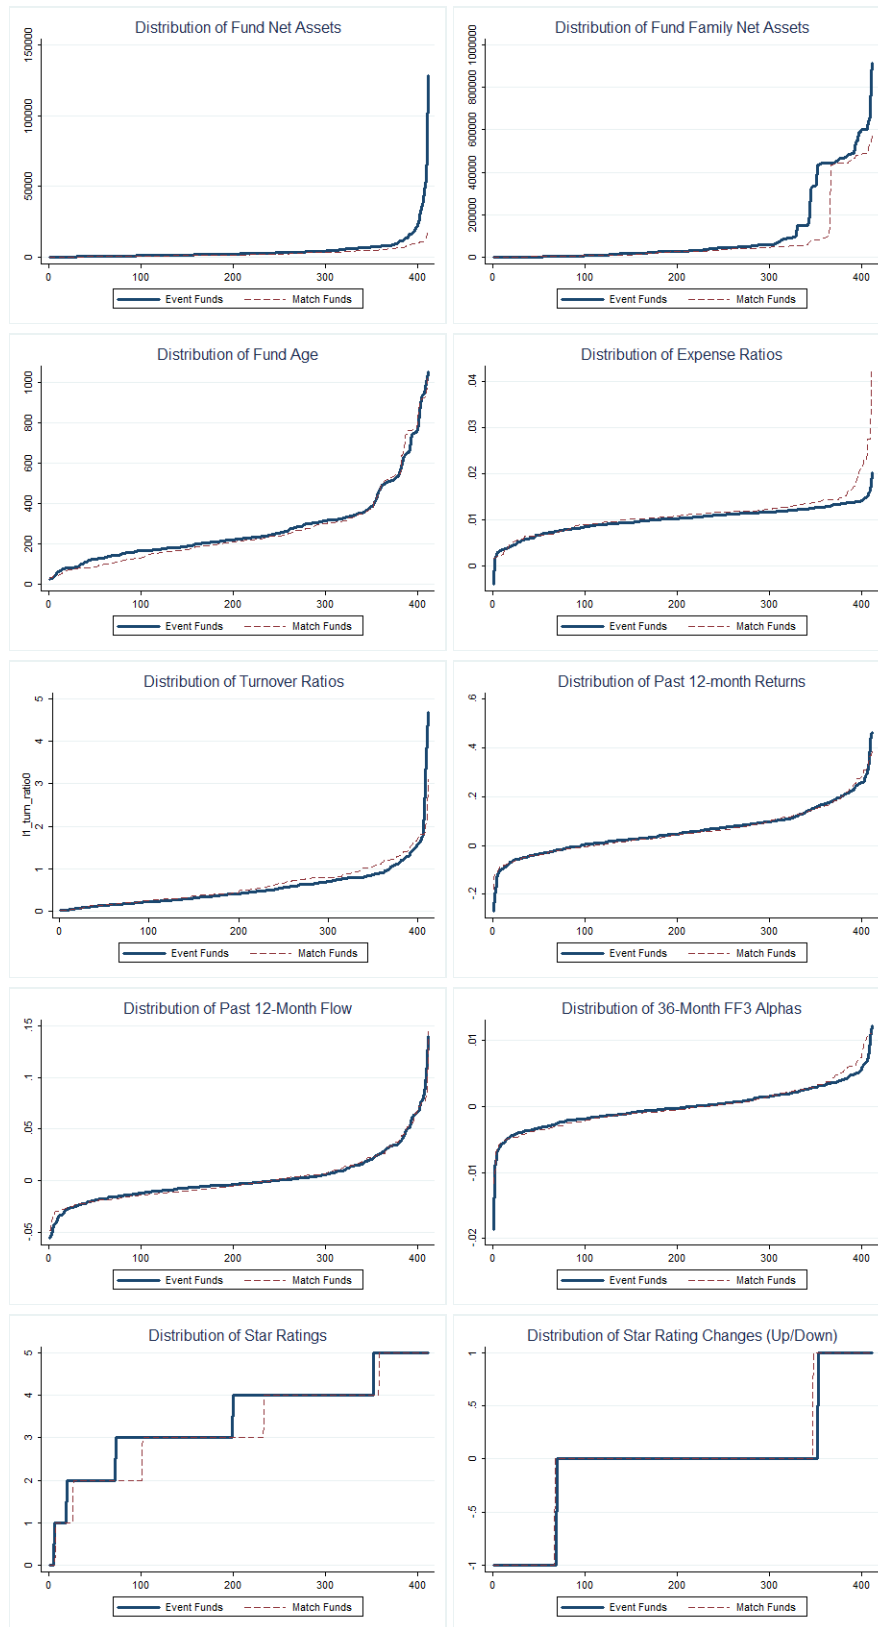 Distribution of Fund Net Assets
150000
100000
50000
0
0 100 200 300 400
Event Funds Match Funds
Distribution of Fund Family Net Assets
1000000
800000
600000
400000
200000
0
0 100 200 300 400
Event Funds Match Funds
Distribution of Fund Age
1000
800
600
400
200
0
0 100 200 300 400
Event Funds Match Funds
Distribution of Expense Ratios
.04
.03
.02
.01
0
0 100 200 300 400
Event Funds Match Funds
Distribution of Turnover Ratios
l1_turn_ratio0
5
4
3
2
1
0
0 100 200 300 400
Event Funds Match Funds
Distribution of Past 12-month Returns
.6
.4
.2
0
-.2
0 100 200 300 400
Event Funds Match Funds
Distribution of Past 12-Month Flow
.15
.1
.05
0
-.05
0 100 200 300 400
Event Funds Match Funds
Distribution of 36-Month FF3 Alphas
.01
0
-.01
-.02
0 100 200 300 400
Event Funds Match Funds
Distribution of Star Ratings
5
4
3
2
1
0
0 100 200 300 400
Event Funds Match Funds
Distribution of Star Rating Changes (Up/Down)
1
.5
0
-.5
-1
0 100 200 300 400
Event Funds Match Funds